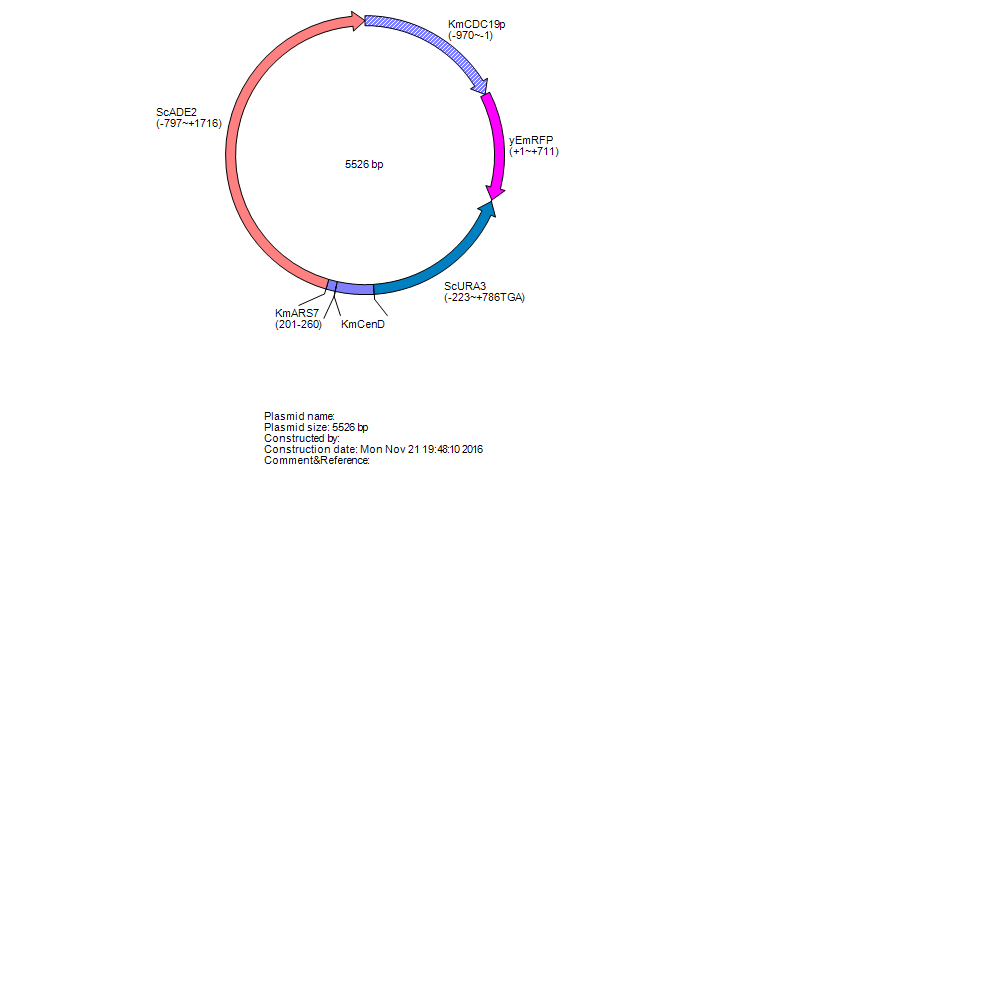 KmCDC19p
(-970~-1)
ScADE2
(-797~+1716)
yEmRFP
(+1~+711)
5526 bp
ScURA3
(-223~+786TGA)
KmARS7
(201-260)
KmCenD
Plasmid name:
Plasmid size: 5526 bp
Constructed by:
Construction date: Mon Nov 21 19:48:10 2016
Comment&Reference: